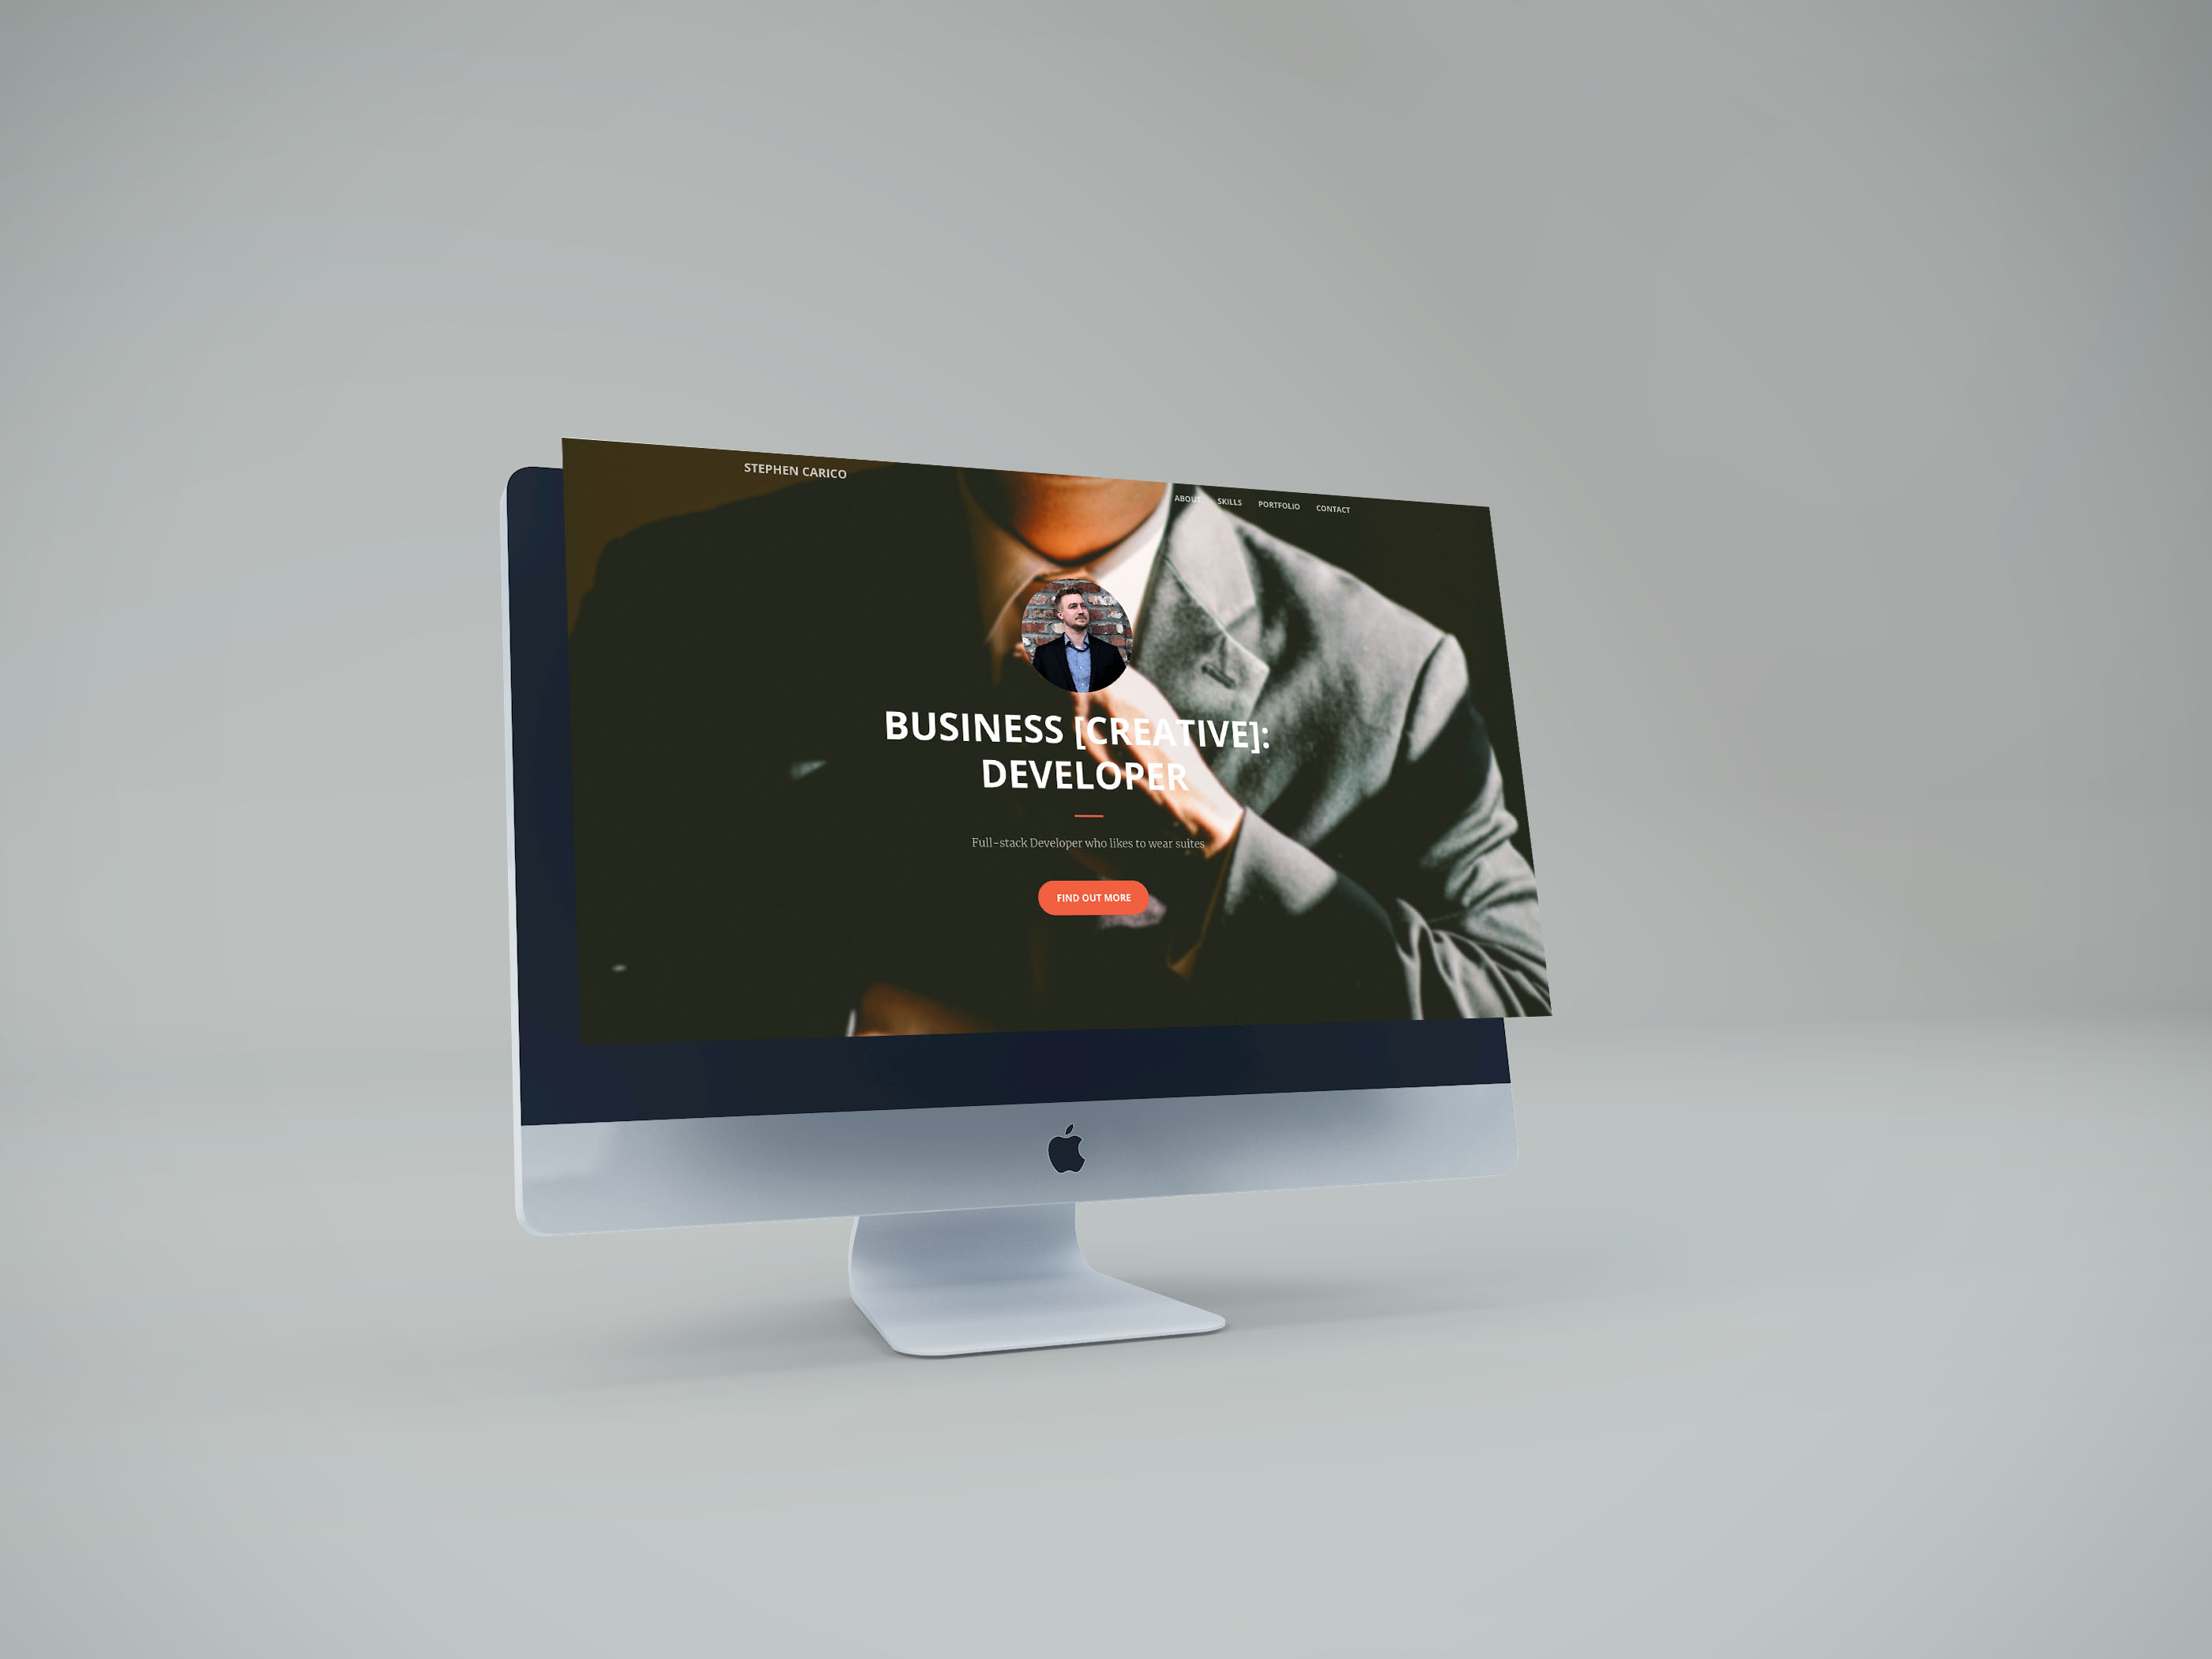 STEPHEN CARICO
ABOUT SKILLS PORTFOLIO CONTACT
BUSINESS [CREATIVE]:
DEVELOPER
Full-stack Developer who likes to wear suites
FIND OUT MORE